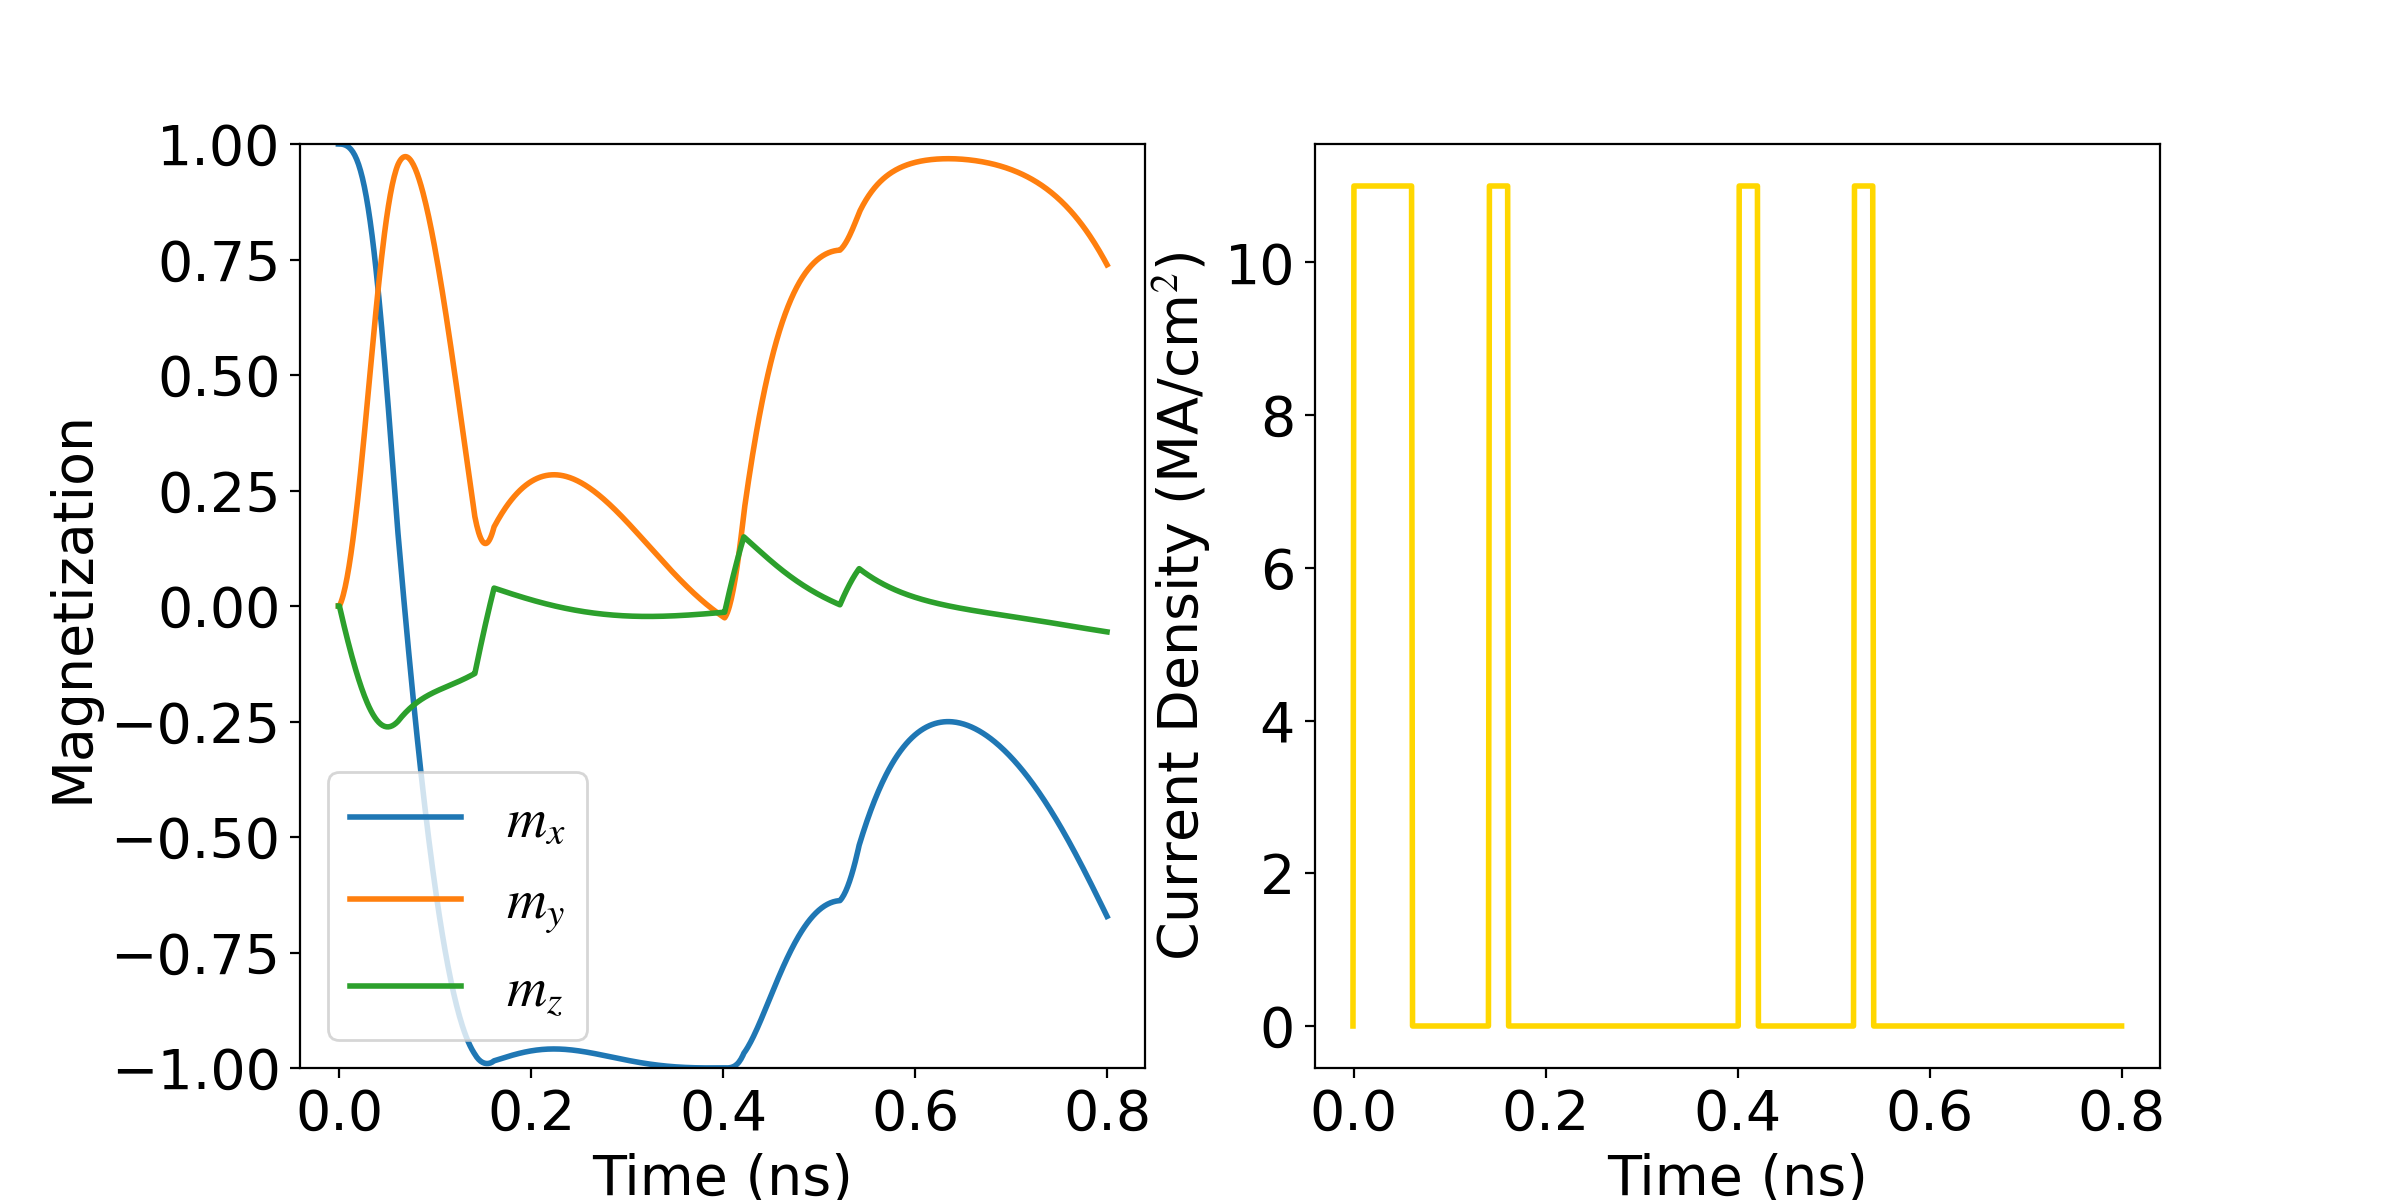 Magnetization
1.00
0.75
0.50
0.25
0.00
−0.25
−0.50
−0.75
−1.00
0.0 0.2 0.4 0.6 0.8
Time (ns)
m_x
m_y
m_z
Current Density (MA/cm²)
10
8
6
4
2
0
0.0 0.2 0.4 0.6 0.8
Time (ns)